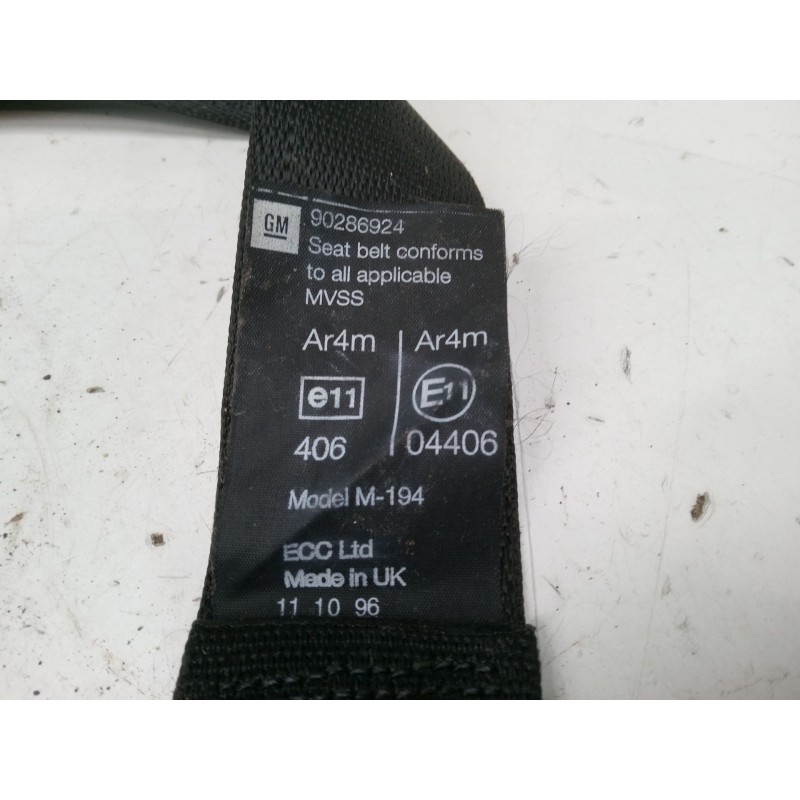 GM 90286924
Seat belt conforms
to all applicable
MVSS
Ar4m Ar4m
e11 E11
406 04406
Model M-194
ECC Ltd
Made in UK
11 10 96